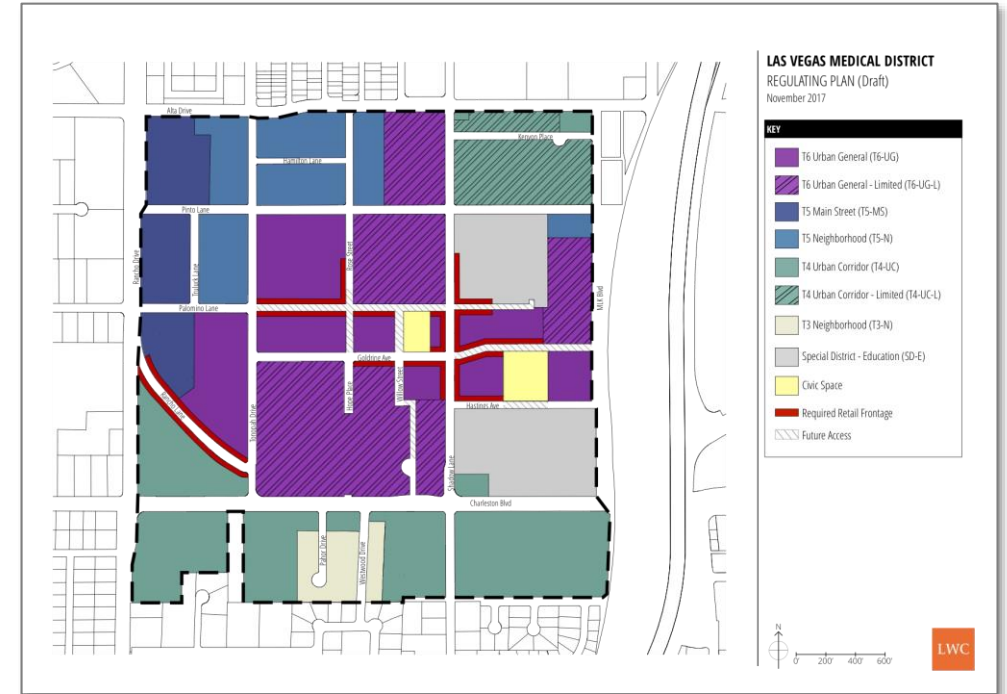 LAS VEGAS MEDICAL DISTRICT
REGULATING PLAN (Draft)
November 2017
KEY
T6 Urban General (T6-UG)
T6 Urban General - Limited (T6-UG-L)
T5 Main Street (T5-MS)
T5 Neighborhood (T5-N)
T4 Urban Corridor (T4-UC)
T4 Urban Corridor - Limited (T4-UC-L)
T3 Neighborhood (T3-N)
Special District - Education (SD-E)
Civic Space
Required Retail Frontage
Future Access
Alta Drive
Kenyon Place
Hamilton Lane
Pinto Lane
Rancho Drive
Rose Street
MLK Blvd
Palomino Lane
Goldring Ave
Rancho Lane
Tonopah Drive
Willow Street
Hastings Ave
Shadow Lane
Charleston Blvd
Westwood Drive
N
0' 200' 400' 600'
LWC